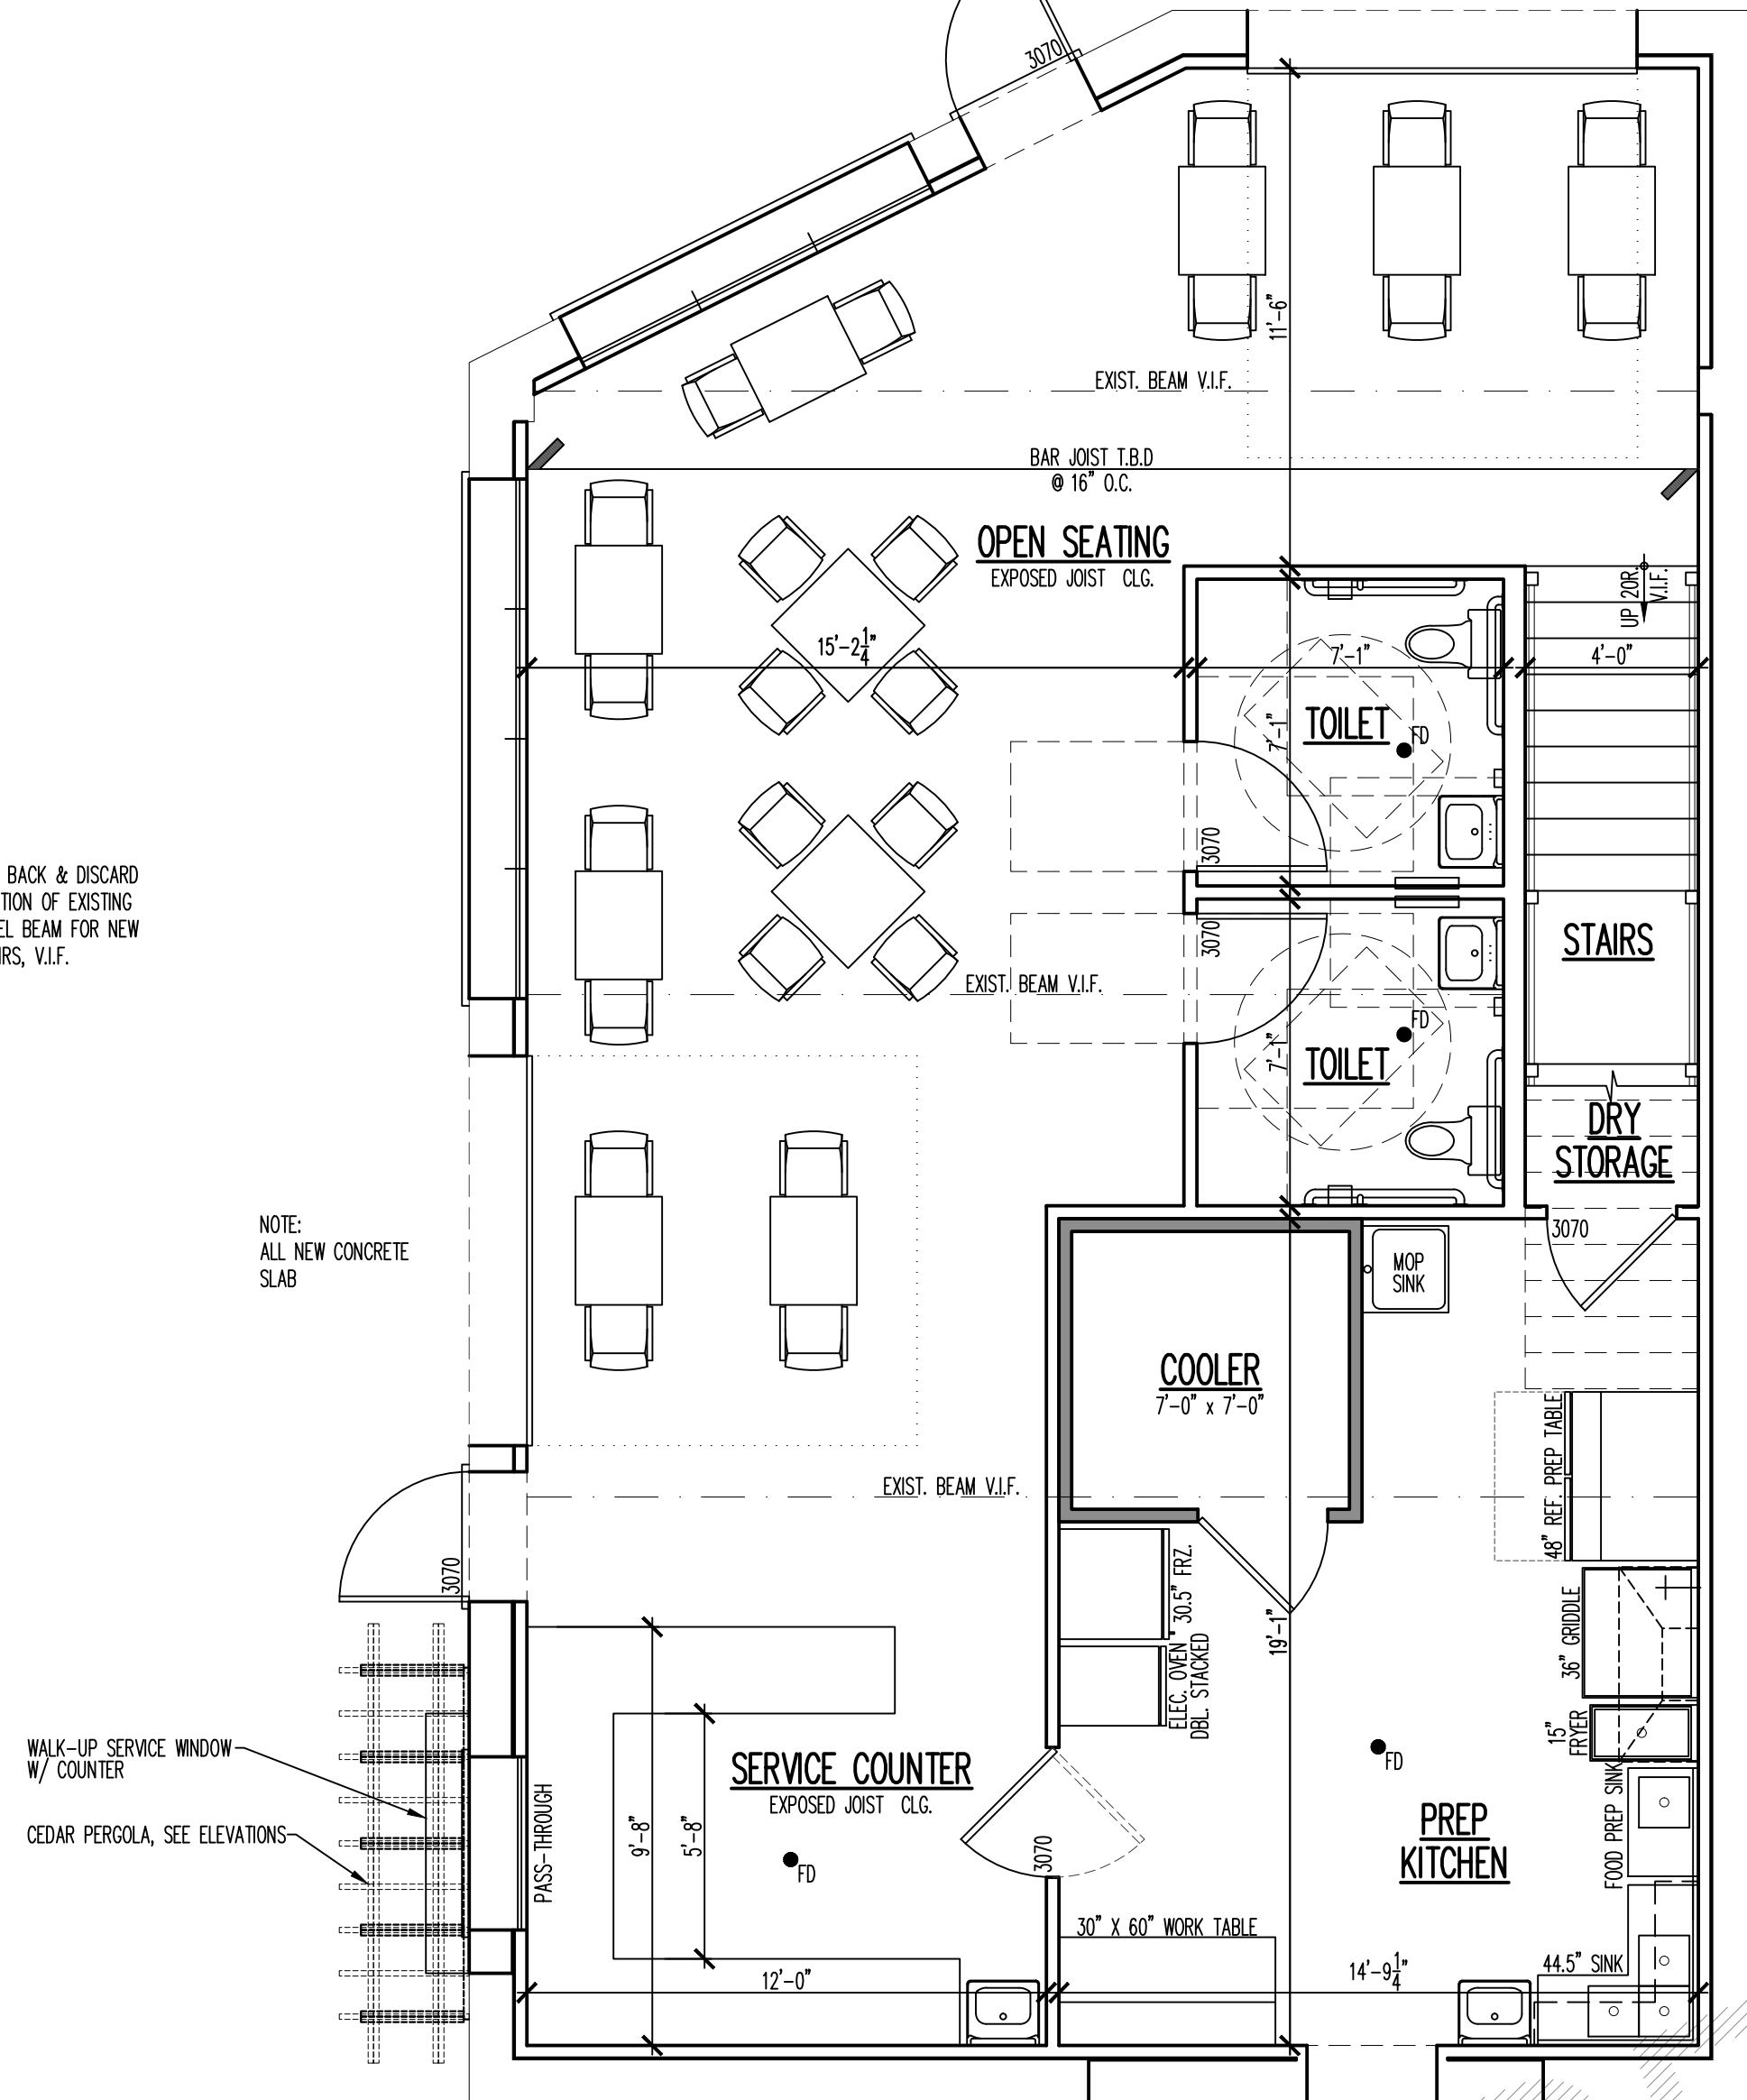 3070
11'-6"
EXIST. BEAM V.I.F.
BAR JOIST T.B.D
@ 16" O.C.
OPEN SEATING
EXPOSED JOIST CLG.
UP 20R.
V.I.F.
15'-2 1/4"
7'-1"
4'-0"
TOILET
7'-1"
FD
3070
BACK & DISCARD
TION OF EXISTING
EL BEAM FOR NEW
IRS, V.I.F.
3070
STAIRS
EXIST. BEAM V.I.F.
FD
7'-1"
TOILET
DRY
STORAGE
3070
NOTE:
ALL NEW CONCRETE
SLAB
MOP
SINK
COOLER
7'-0" x 7'-0"
48" REF. PREP TABLE
EXIST. BEAM V.I.F.
3070
30.5" FRZ.
ELEC. OVEN
DBL. STACKED
19'-1"
36" GRIDDLE
15"
FRYER
WALK-UP SERVICE WINDOW
W/ COUNTER
CEDAR PERGOLA, SEE ELEVATIONS
PASS-THROUGH
9'-8"
5'-8"
SERVICE COUNTER
EXPOSED JOIST CLG.
FD
3070
FD
PREP
KITCHEN
FOOD PREP SINK
30" X 60" WORK TABLE
12'-0"
14'-9 1/4"
44.5" SINK